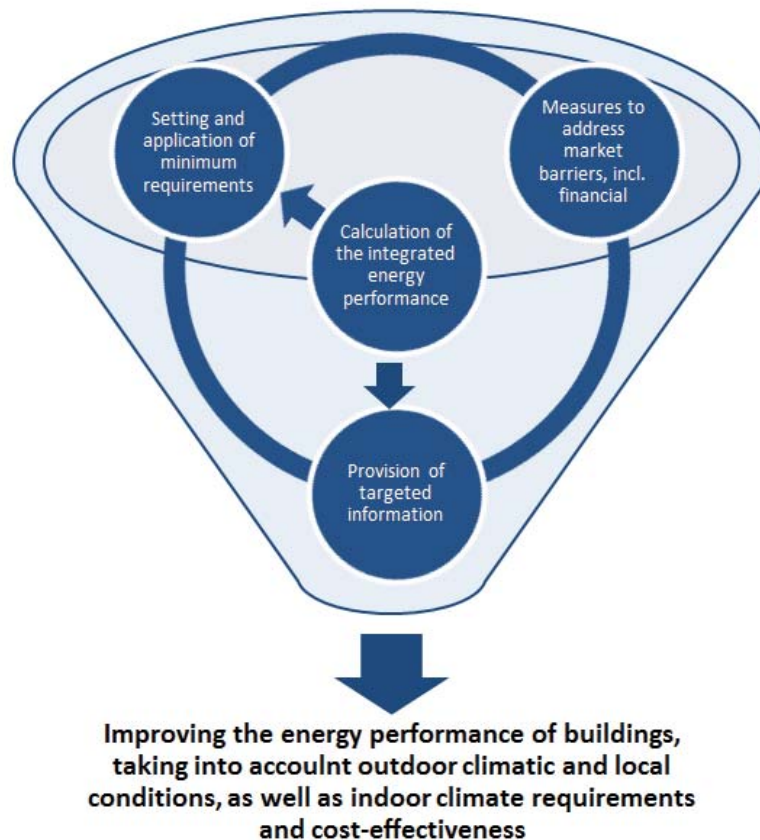 Setting and
application of
minimum
requirements
Measures to
address
market
barriers, incl.
financial
Calculation of
the integrated
energy
performance
Provision of
targeted
information
Improving the energy performance of buildings,
taking into accoulnt outdoor climatic and local
conditions, as well as indoor climate requirements
and cost-effectiveness